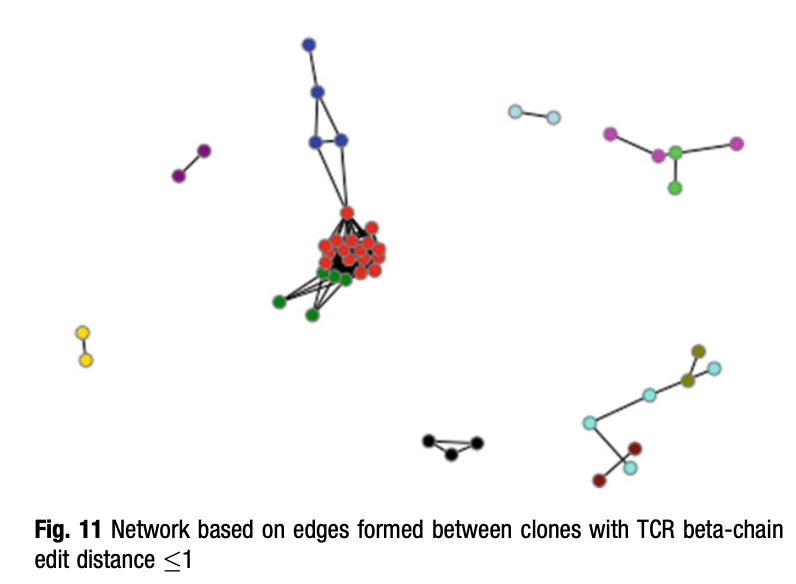 Fig. 11 Network based on edges formed between clones with TCR beta-chain
edit distance ≤1